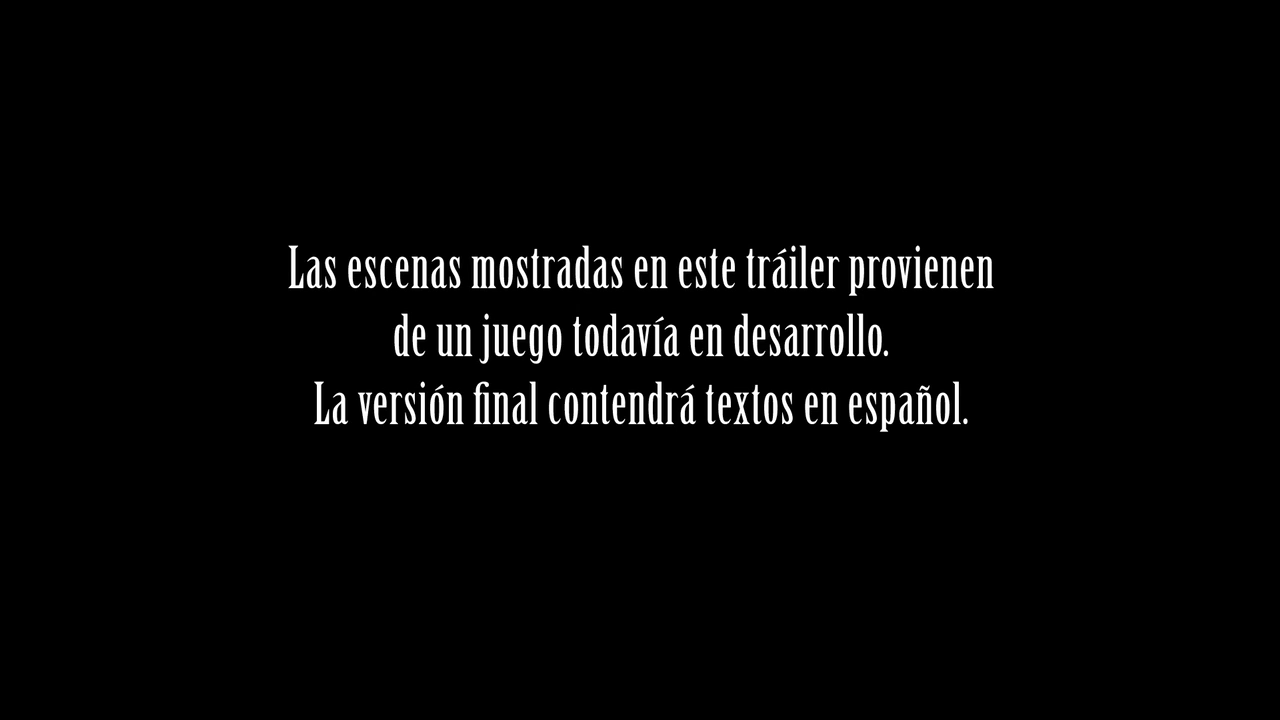 Las escenas mostradas en este tráiler provienen
de un juego todavía en desarrollo.
La versión final contendrá textos en español.